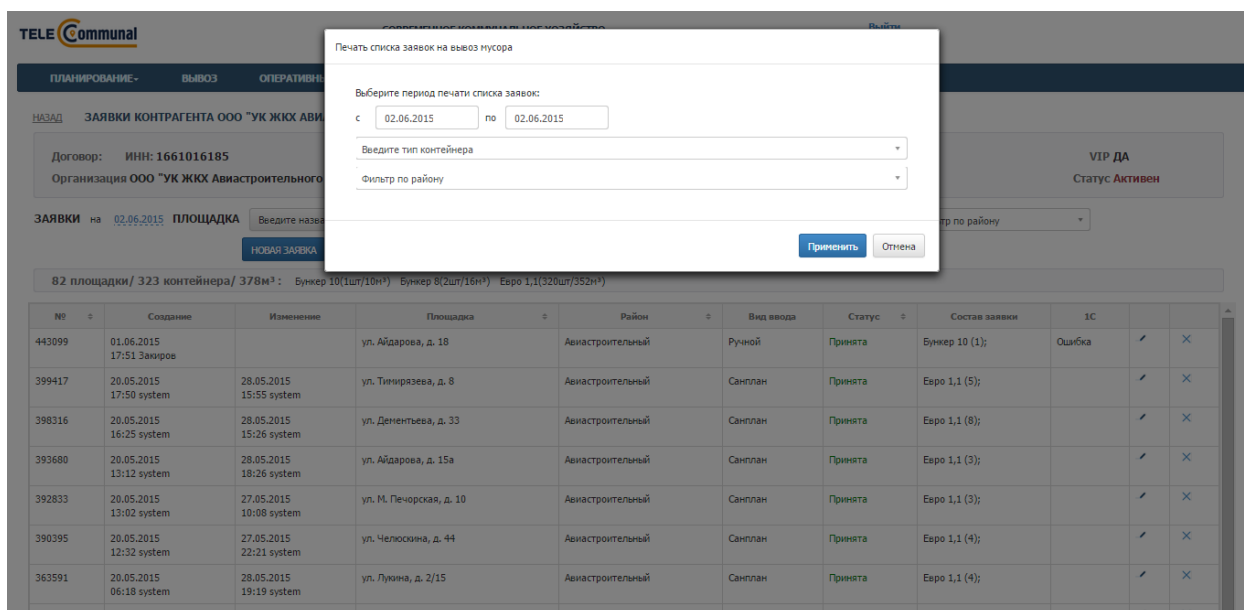 TELE Communal
СОВРЕМЕННОЕ КОММУНАЛЬНОЕ ХОЗЯЙСТВО
Выйти
Печать списка заявок на вывоз мусора
ПЛАНИРОВАНИЕ ВЫВОЗ ОПЕРАТИВНЫ
Выберите период печати списка заявок:
с 02.06.2015 по 02.06.2015
Введите тип контейнера
Фильтр по району
Применить Отмена
НАЗАД ЗАЯВКИ КОНТРАГЕНТА ООО "УК ЖКХ АВИА
Договор: ИНН: 1661016185 VIP ДА
Организация ООО "УК ЖКХ Авиастроительного Статус Активен
ЗАЯВКИ на 02.06.2015 ПЛОЩАДКА Введите назва тр по району
НОВАЯ ЗАЯВКА
82 площадки/ 323 контейнера/ 378м³ : Бункер 10(1шт/10м³) Бункер 8(2шт/16м³) Евро 1,1(320шт/352м³)
№ Создание Изменение Площадка Район Вид ввода Статус Состав заявки 1С
443099 01.06.2015 ул. Айдарова, д. 18 Авиастроительный Ручной Принята Бункер 10 (1); Ошибка
17:51 Закиров
399417 20.05.2015 28.05.2015 ул. Тимирязева, д. 8 Авиастроительный Санплан Принята Евро 1,1 (5);
17:50 system 15:55 system
398316 20.05.2015 28.05.2015 ул. Дементьева, д. 33 Авиастроительный Санплан Принята Евро 1,1 (8);
16:25 system 15:26 system
393680 20.05.2015 28.05.2015 ул. Айдарова, д. 15а Авиастроительный Санплан Принята Евро 1,1 (3);
13:12 system 18:26 system
392833 20.05.2015 27.05.2015 ул. М. Печорская, д. 10 Авиастроительный Санплан Принята Евро 1,1 (3);
13:02 system 10:08 system
390395 20.05.2015 27.05.2015 ул. Челюскина, д. 44 Авиастроительный Санплан Принята Евро 1,1 (4);
12:32 system 22:21 system
363591 20.05.2015 28.05.2015 ул. Лукина, д. 2/15 Авиастроительный Санплан Принята Евро 1,1 (4);
06:18 system 19:19 system